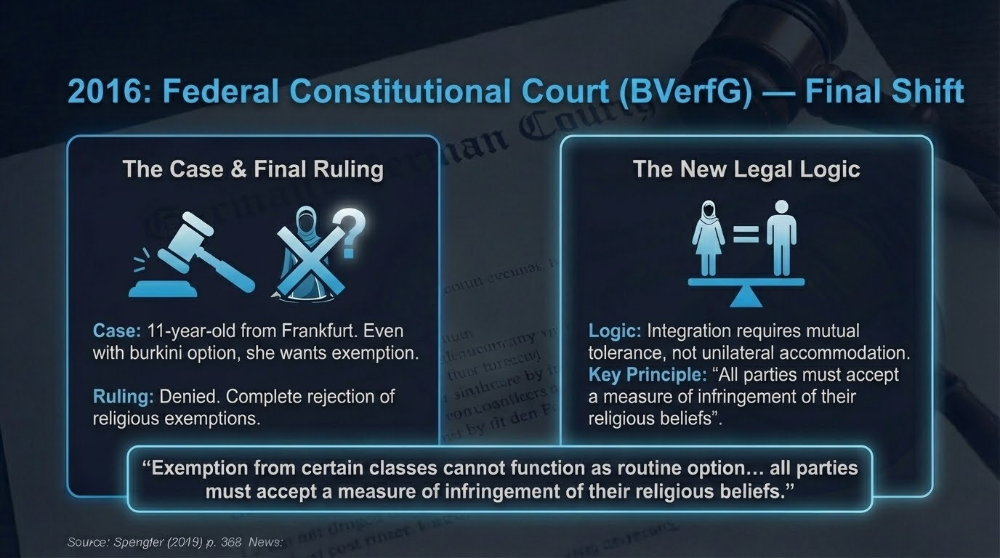 2016: Federal Constitutional Court (BVerfG) — Final Shift
The Case & Final Ruling
?
Case: 11-year-old from Frankfurt. Even
with burkini option, she wants exemption.
Ruling: Denied. Complete rejection of
religious exemptions.
The New Legal Logic
=
Logic: Integration requires mutual
tolerance, not unilateral accommodation.
Key Principle: “All parties must accept
a measure of infringement of their
religious beliefs”.
“Exemption from certain classes cannot function as routine option... all parties
must accept a measure of infringement of their religious beliefs.”
Source: Spengler (2019) p. 368 News: